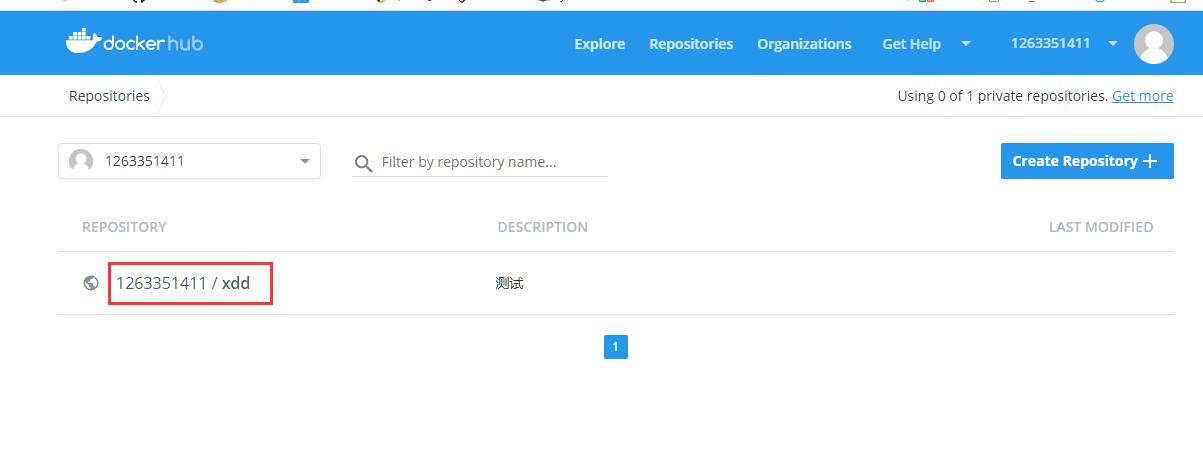 docker hub
Explore Repositories Organizations Get Help 1263351411
Repositories
Using 0 of 1 private repositories. Get more
1263351411
Filter by repository name...
Create Repository +
REPOSITORY DESCRIPTION LAST MODIFIED
1263351411 / xdd 测试
1